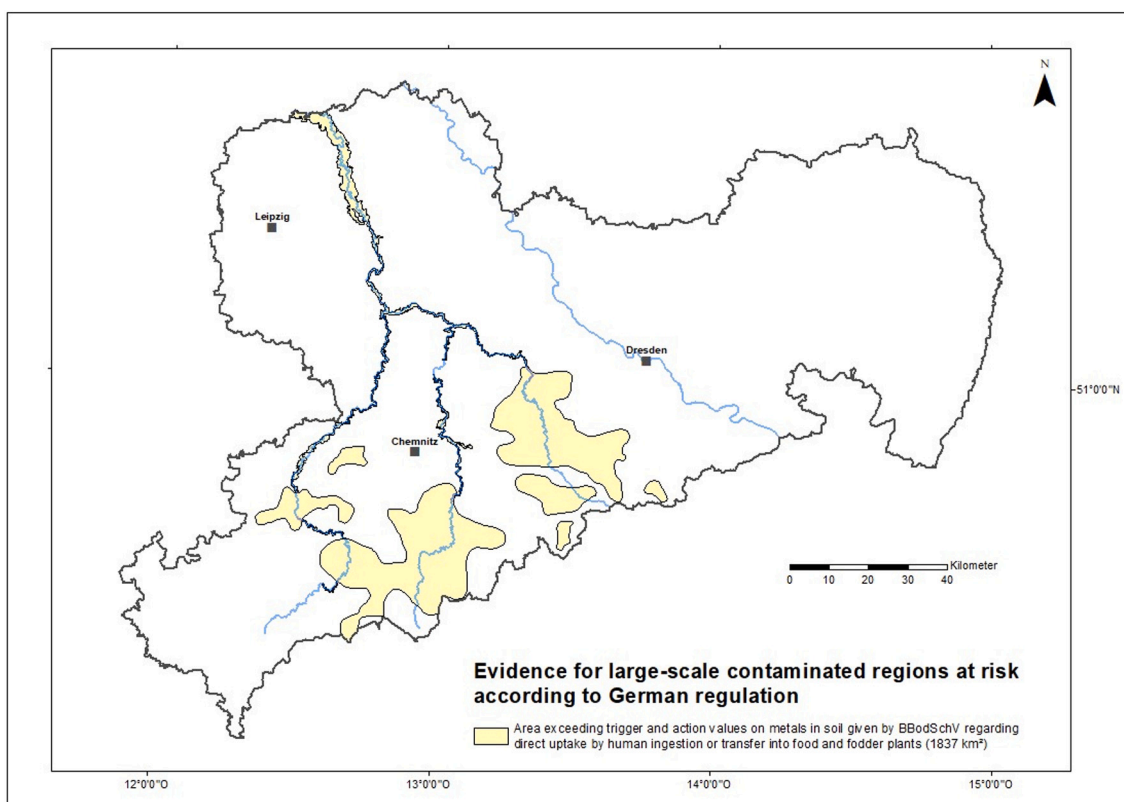 N
Leipzig
Dresden
51°0'0"N
Chemnitz
Kilometer
0 10 20 30 40
Evidence for large-scale contaminated regions at risk
according to German regulation
Area exceeding trigger and action values on metals in soil given by BBodSchV regarding
direct uptake by human ingestion or transfer into food and fodder plants (1837 km²)
12°0'0"O 13°0'0"O 14°0'0"O 15°0'0"O